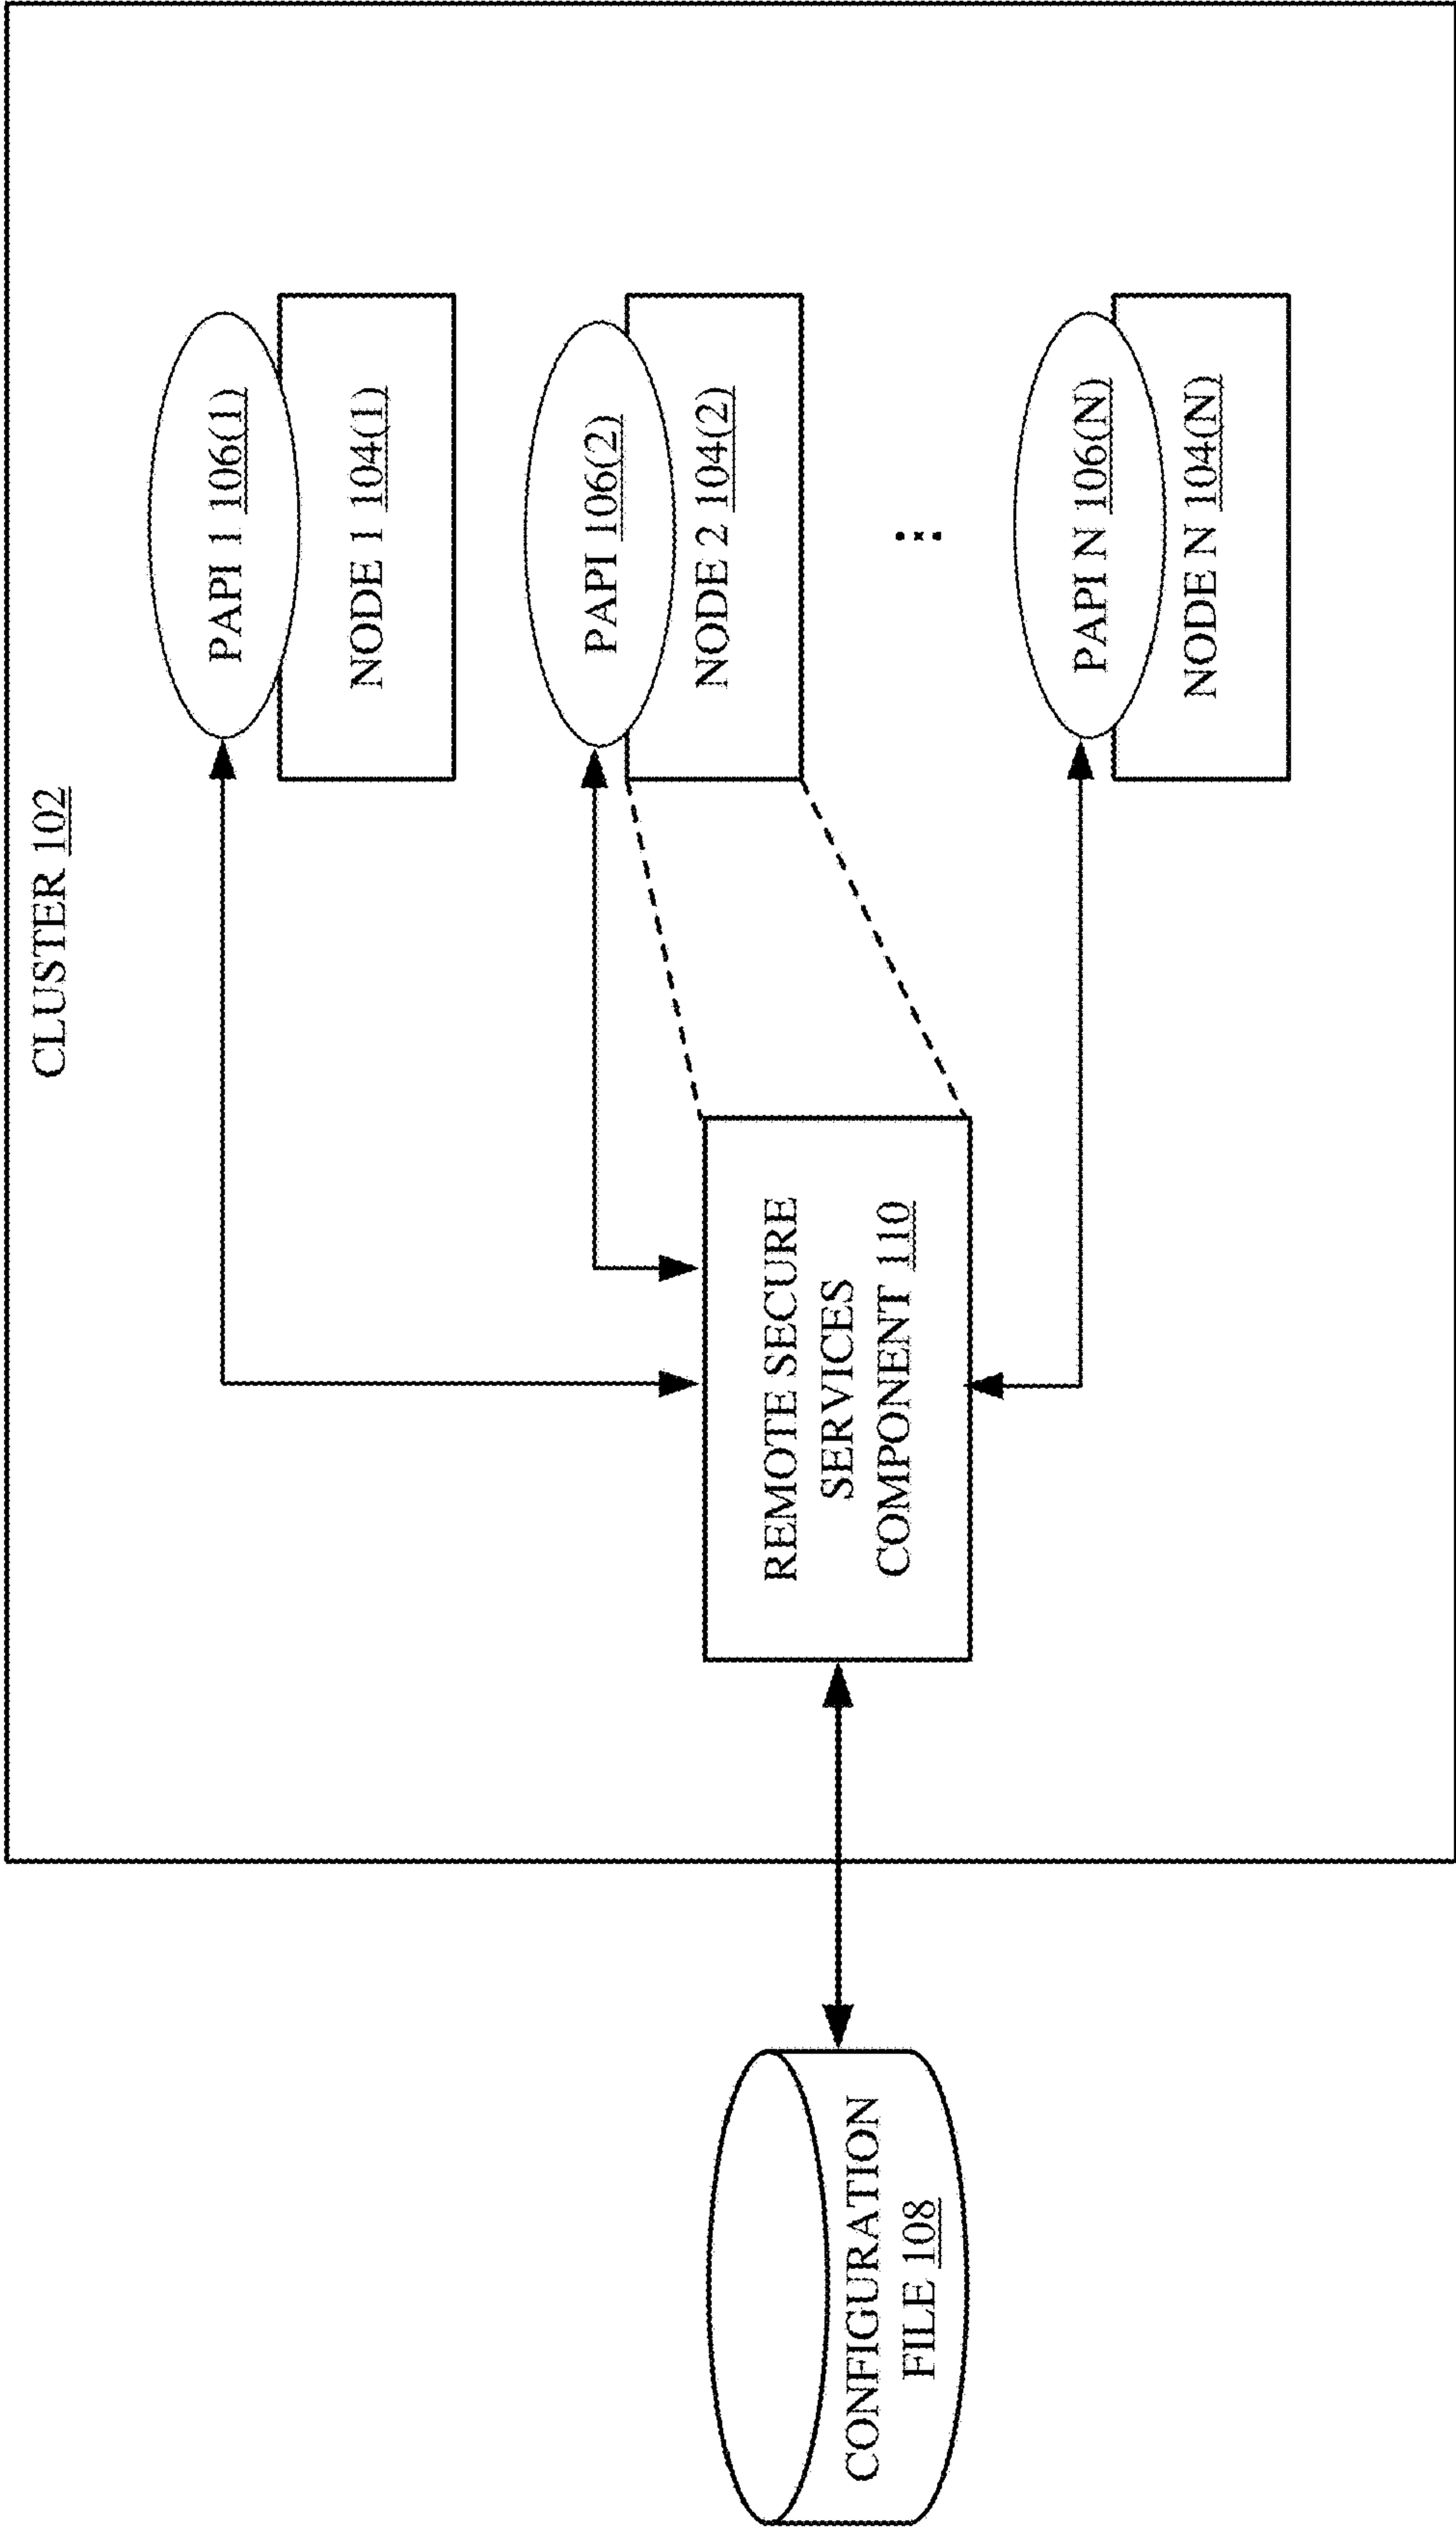 CLUSTER 102
PAPI 1 106(1)
NODE 1 104(1)
PAPI 106(2)
NODE 2 104(2)
PAPI N 106(N)
NODE N 104(N)
REMOTE SECURE
SERVICES
COMPONENT 110
CONFIGURATION
FILE 108